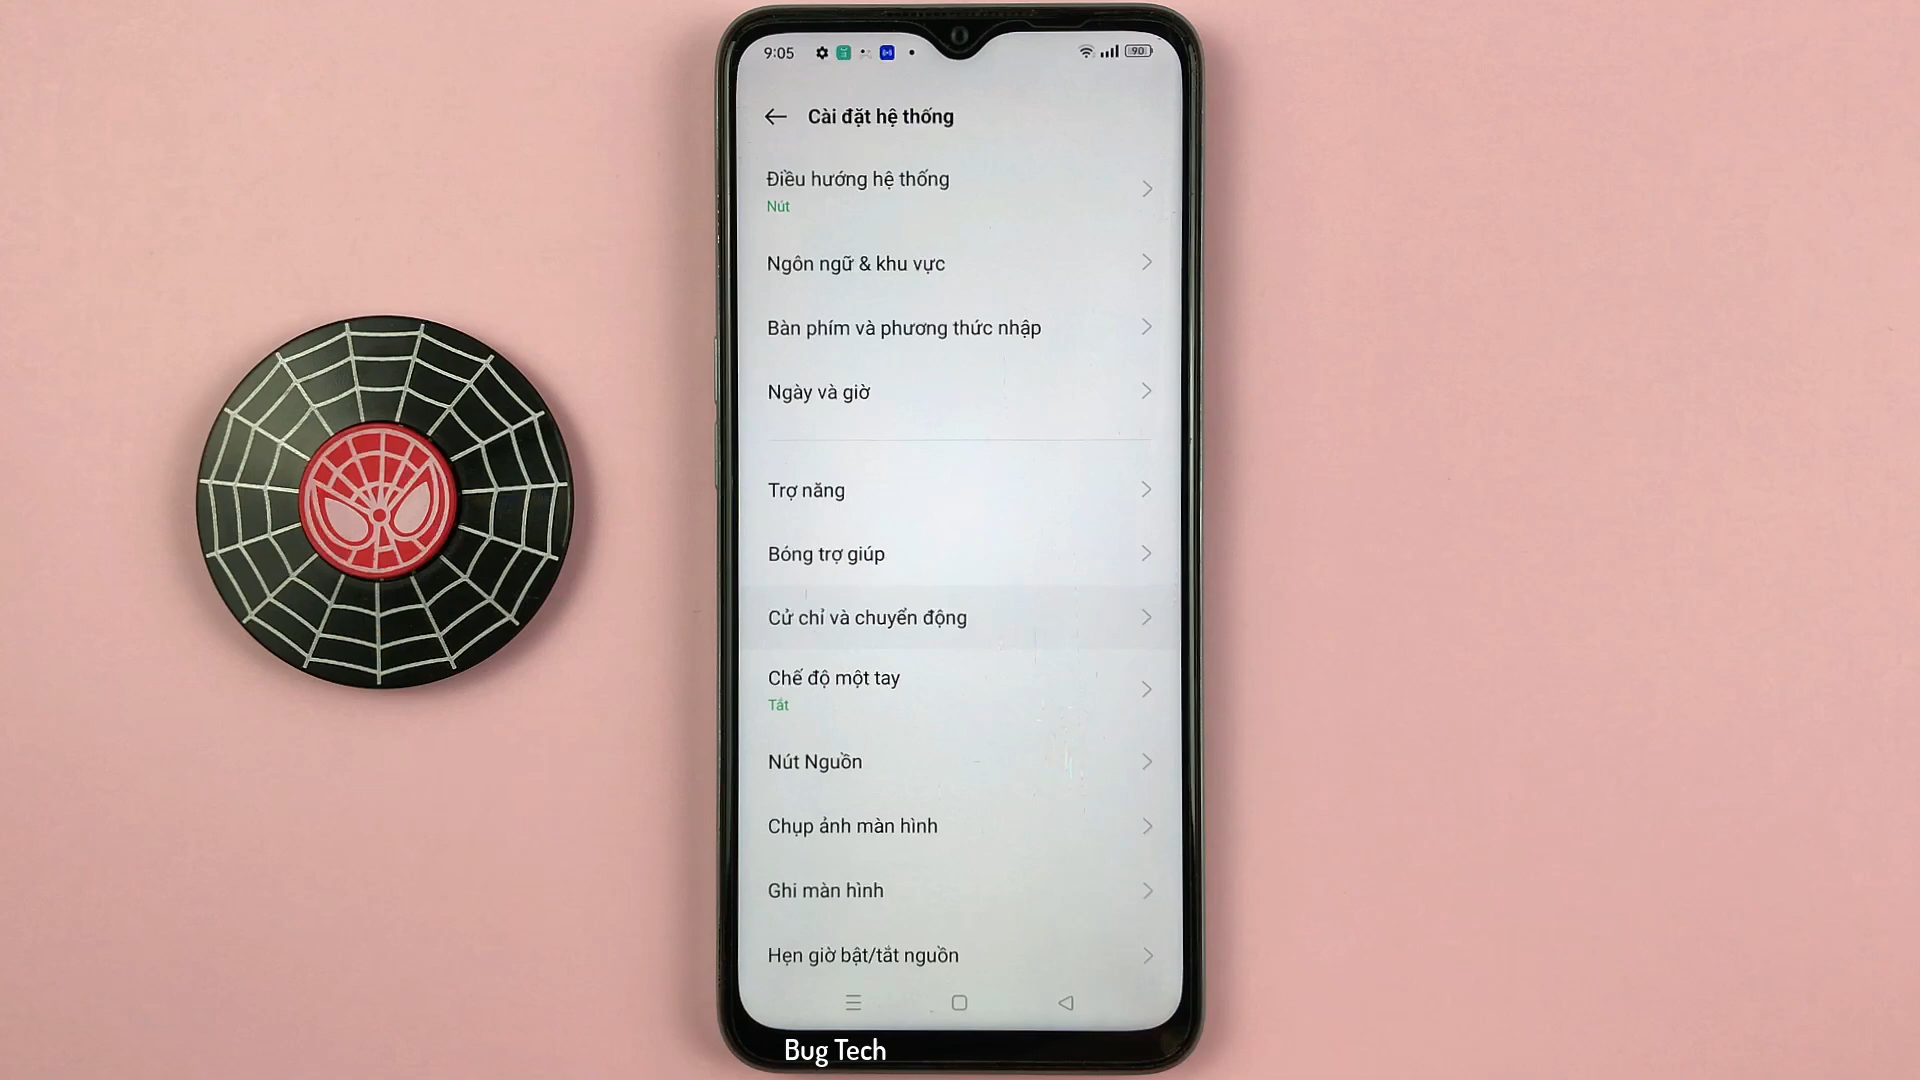 9:05
90
Cài đặt hệ thống
Điều hướng hệ thống
Nút
Ngôn ngữ & khu vực
Bàn phím và phương thức nhập
Ngày và giờ
Trợ năng
Bóng trợ giúp
Cử chỉ và chuyển động
Chế độ một tay
Tắt
Nút Nguồn
Chụp ảnh màn hình
Ghi màn hình
Hẹn giờ bật/tắt nguồn
Bug Tech